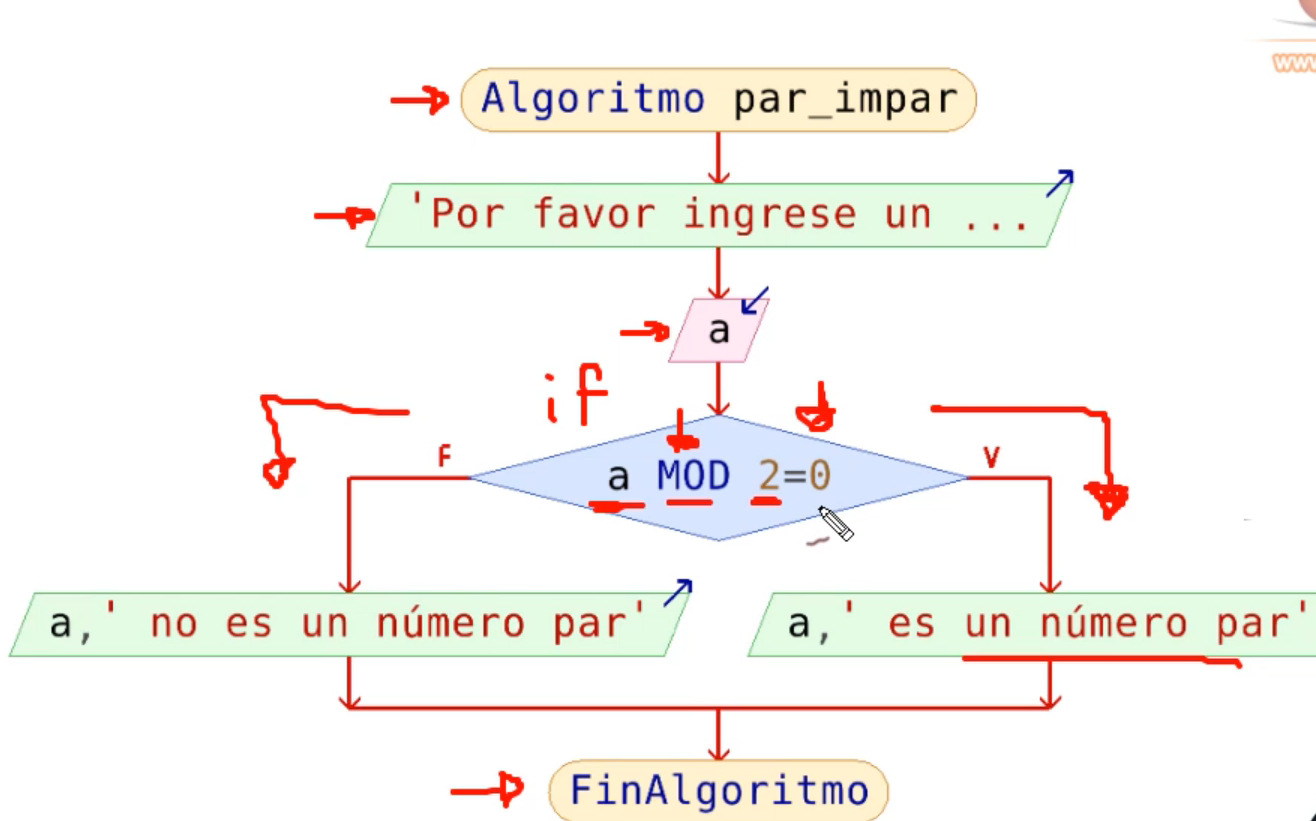 www
Algoritmo par_impar
'Por favor ingrese un ...
a
if
F
V
a MOD 2=0
a,' no es un número par'
a,' es un número par'
FinAlgoritmo